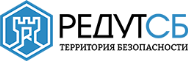 РЕДУТСБ
ТЕРРИТОРИЯ БЕЗОПАСНОСТИ